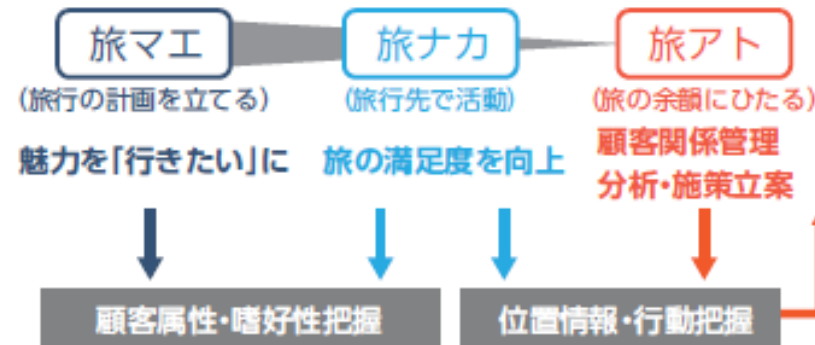 旅マエ
旅ナカ
旅アト
(旅行の計画を立てる)
(旅行先で活動)
(旅の余韻にひたる)
魅力を「行きたい」に
旅の満足度を向上
顧客関係管理
分析・施策立案
顧客属性・嗜好性把握
位置情報・行動把握